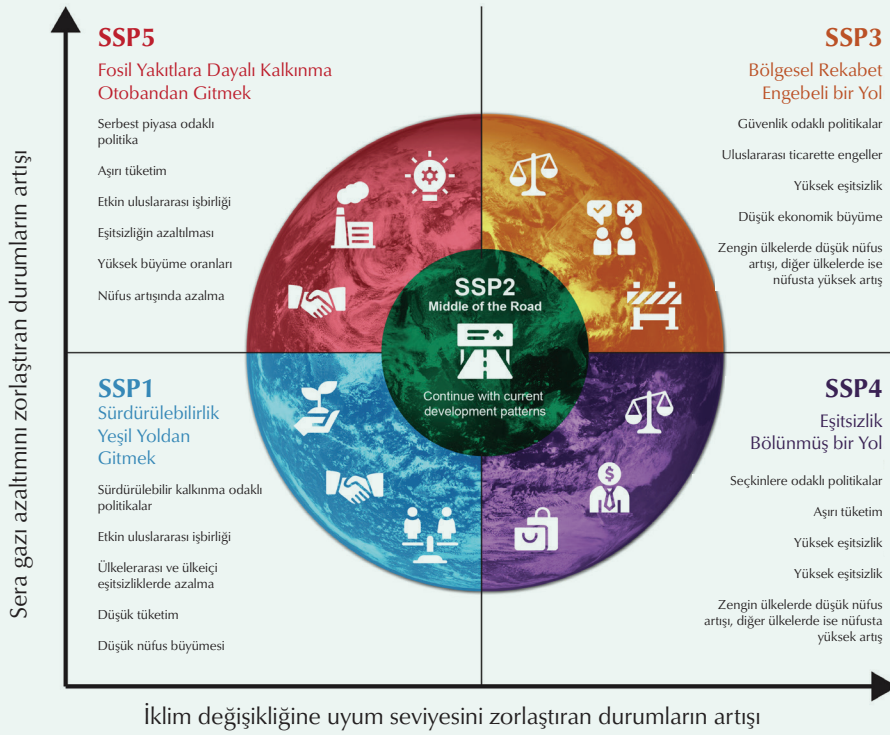 Sera gazı azaltımını zorlaştıran durumların artışı
SSP5
Fosil Yakıtlara Dayalı Kalkınma
Otobandan Gitmek
Serbest piyasa odaklı
politika
Aşırı tüketim
Etkin uluslararası işbirliği
Eşitsizliğin azaltılması
Yüksek büyüme oranları
Nüfus artışında azalma
SSP3
Bölgesel Rekabet
Engebeli bir Yol
Güvenlik odaklı politikalar
Uluslararası ticarette engeller
Yüksek eşitsizlik
Düşük ekonomik büyüme
Zengin ülkelerde düşük nüfus
artışı, diğer ülkelerde ise
nüfusta yüksek artış
SSP2
Middle of the Road
Continue with current
development patterns
SSP1
Sürdürülebilirlik
Yeşil Yoldan
Gitmek
Sürdürülebilir kalkınma odaklı
politikalar
Etkin uluslararası işbirliği
Ülkelerarası ve ülkeiçi
eşitsizliklerde azalma
Düşük tüketim
Düşük nüfus büyümesi
SSP4
Eşitsizlik
Bölünmüş bir Yol
Seçkinlere odaklı politikalar
Aşırı tüketim
Yüksek eşitsizlik
Yüksek eşitsizlik
Zengin ülkelerde düşük nüfus
artışı, diğer ülkelerde ise nüfusta
yüksek artış
İklim değişikliğine uyum seviyesini zorlaştıran durumların artışı